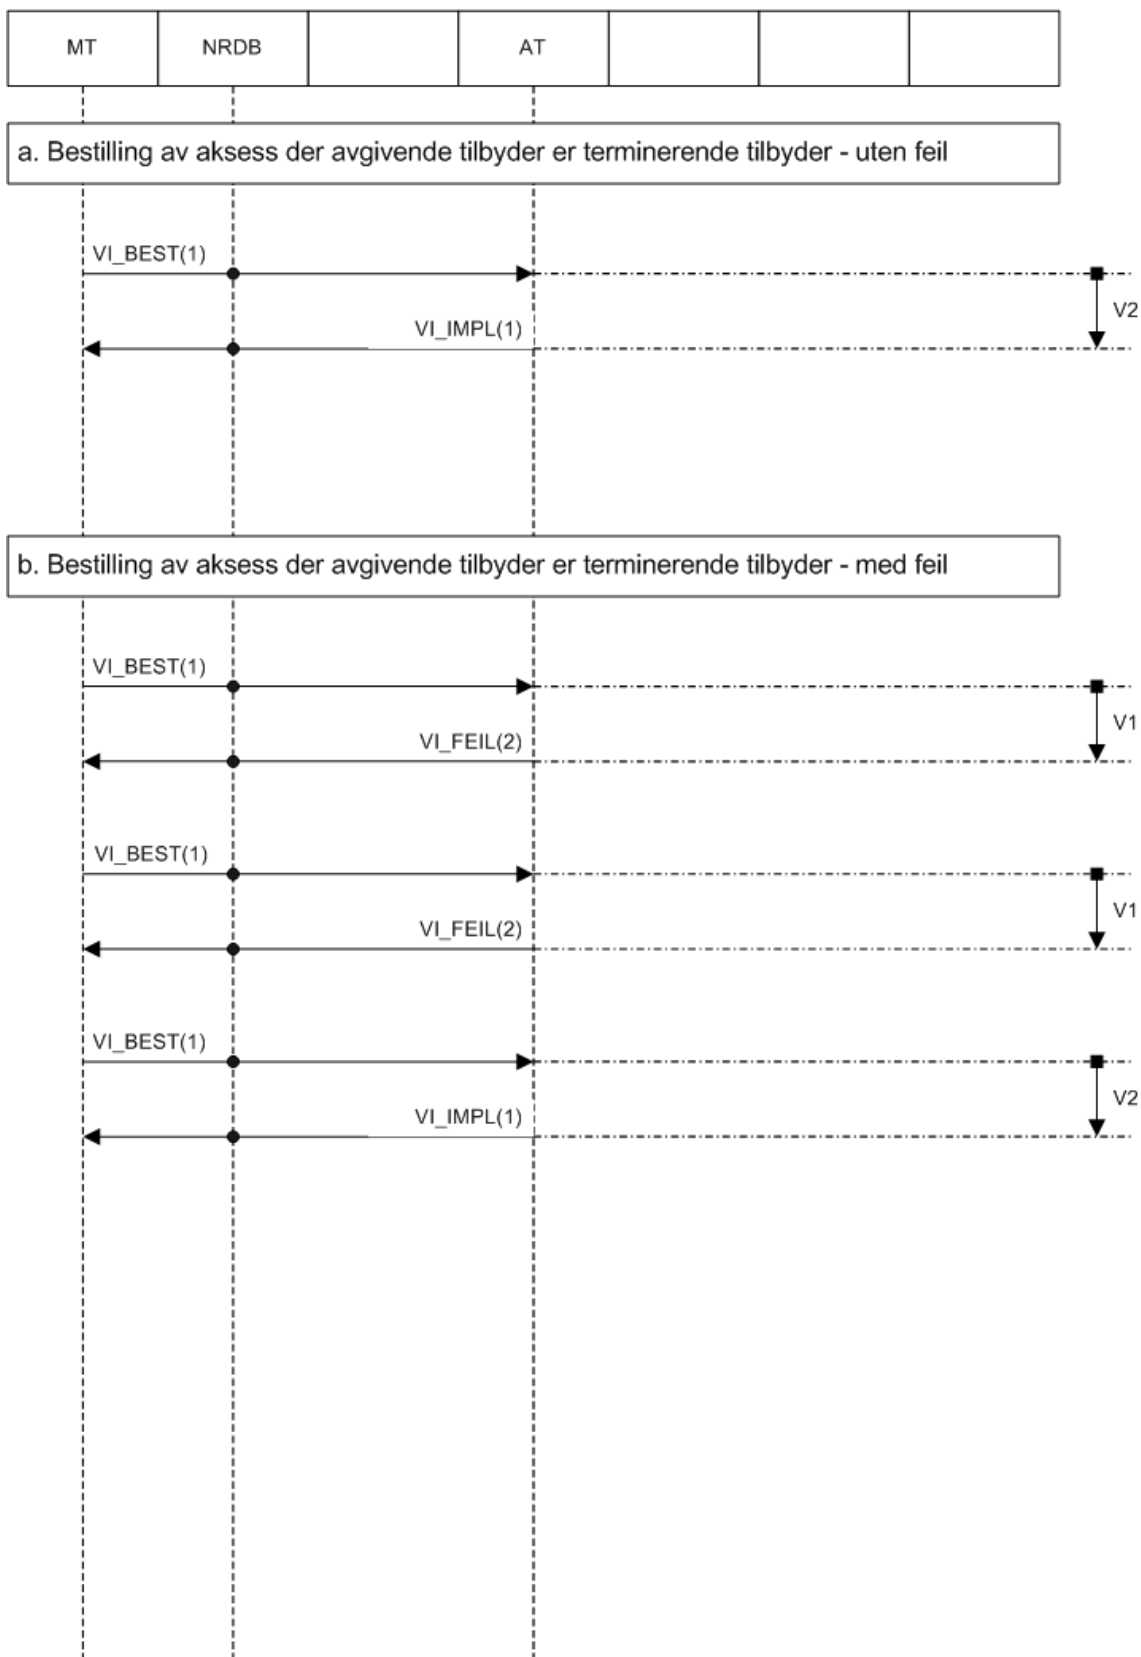 MT NRDB AT
a. Bestilling av aksess der avgivende tilbyder er terminerende tilbyder - uten feil
VI_BEST(1)
V2
VI_IMPL(1)
b. Bestilling av aksess der avgivende tilbyder er terminerende tilbyder - med feil
VI_BEST(1)
V1
VI_FEIL(2)
VI_BEST(1)
V1
VI_FEIL(2)
VI_BEST(1)
V2
VI_IMPL(1)